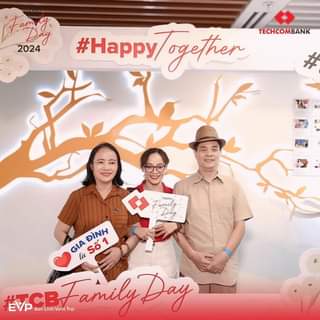 Family
Day
2024
#HappyTogether
TECHCOMBANK
GIA ĐÌNH
là Số 1
Family
Day
#TCB Family Day
EVP